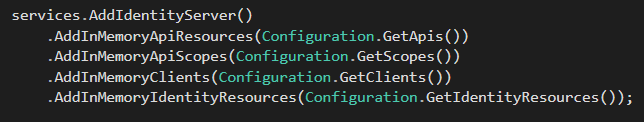 services.AddIdentityServer()
    .AddInMemoryApiResources(Configuration.GetApis())
    .AddInMemoryApiScopes(Configuration.GetScopes())
    .AddInMemoryClients(Configuration.GetClients())
    .AddInMemoryIdentityResources(Configuration.GetIdentityResources());